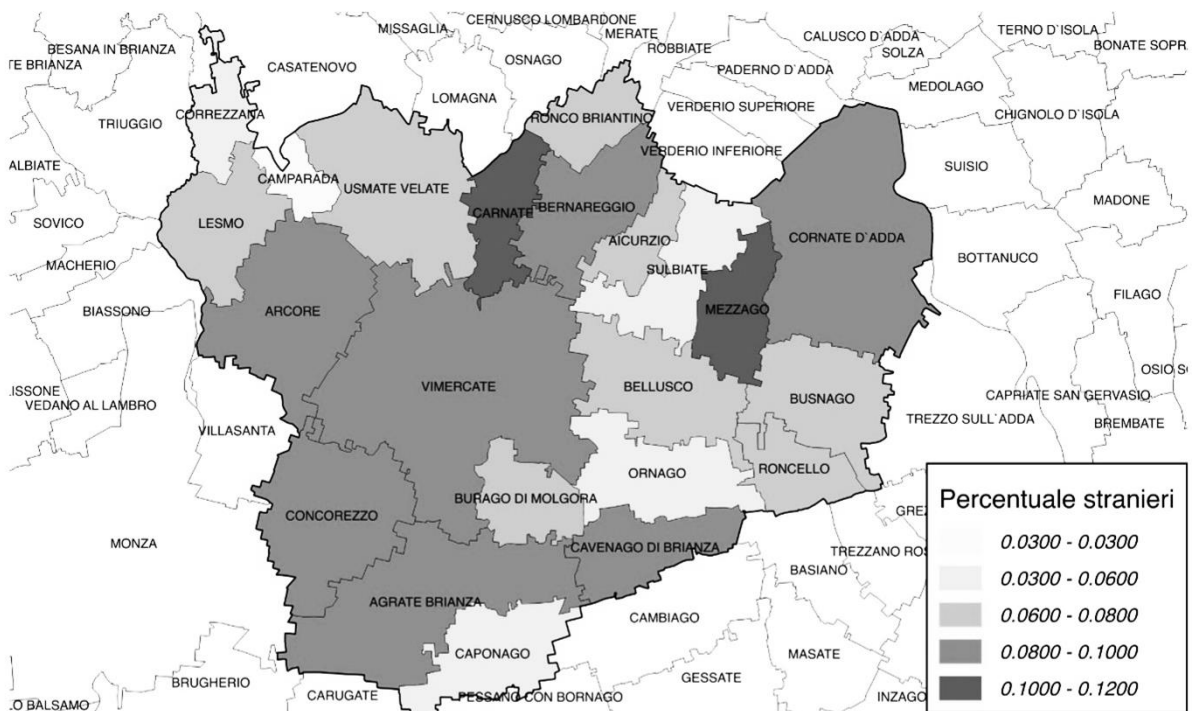 CERNUSCO LOMBARDONE
MISSAGLIA
MERATE
CALUSCO D`ADDA
TERNO D`ISOLA
BESANA IN BRIANZA
ROBBIATE
SOLZA
BONATE SOPR
TE BRIANZA
CASATENOVO
OSNAGO
PADERNO D`ADDA
MEDOLAGO
LOMAGNA
CORREZZANA
VERDERIO SUPERIORE
CHIGNOLO D`ISOLA
TRIUGGIO
RONCO BRIANTINO
VERDERIO INFERIORE
ALBIATE
SUISIO
CAMPARADA
USMATE VELATE
MADONE
SOVICO
LESMO
CARNATE
BERNAREGGIO
AICURZIO
CORNATE D`ADDA
MACHERIO
BOTTANUCO
SULBIATE
FILAGO
BIASSONO
ARCORE
MEZZAGO
OSIO SO
LISSONE
VIMERCATE
BELLUSCO
BUSNAGO
CAPRIATE SAN GERVASIO
VEDANO AL LAMBRO
TREZZO SULL`ADDA
BREMBATE
VILLASANTA
ORNAGO
RONCELLO
BURAGO DI MOLGORA
CONCOREZZO
GREZ
MONZA
CAVENAGO DI BRIANZA
TREZZANO ROS
BASIANO
AGRATE BRIANZA
CAMBIAGO
CAPONAGO
MASATE
BRUGHERIO
GESSATE
CARUGATE
PESSANO CON BORNAGO
INZAGO
LO BALSAMO
Percentuale stranieri
0.0300 - 0.0300
0.0300 - 0.0600
0.0600 - 0.0800
0.0800 - 0.1000
0.1000 - 0.1200